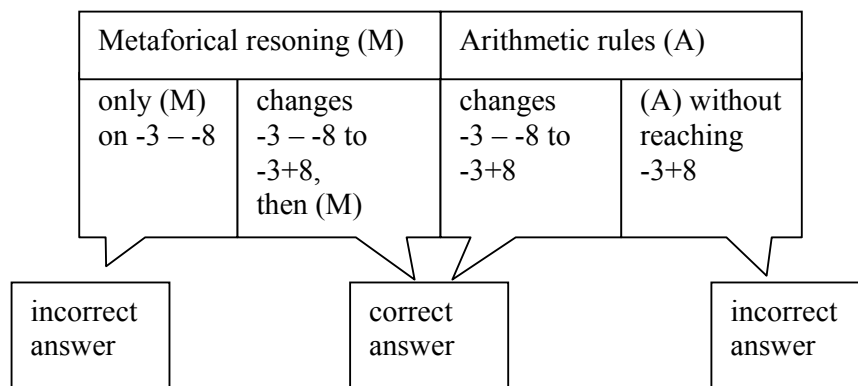 Metaforical resoning (M)
Arithmetic rules (A)
only (M)
on -3 – -8
changes
-3 – -8 to
-3+8,
then (M)
changes
-3 – -8 to
-3+8
(A) without
reaching
-3+8
incorrect
answer
correct
answer
incorrect
answer